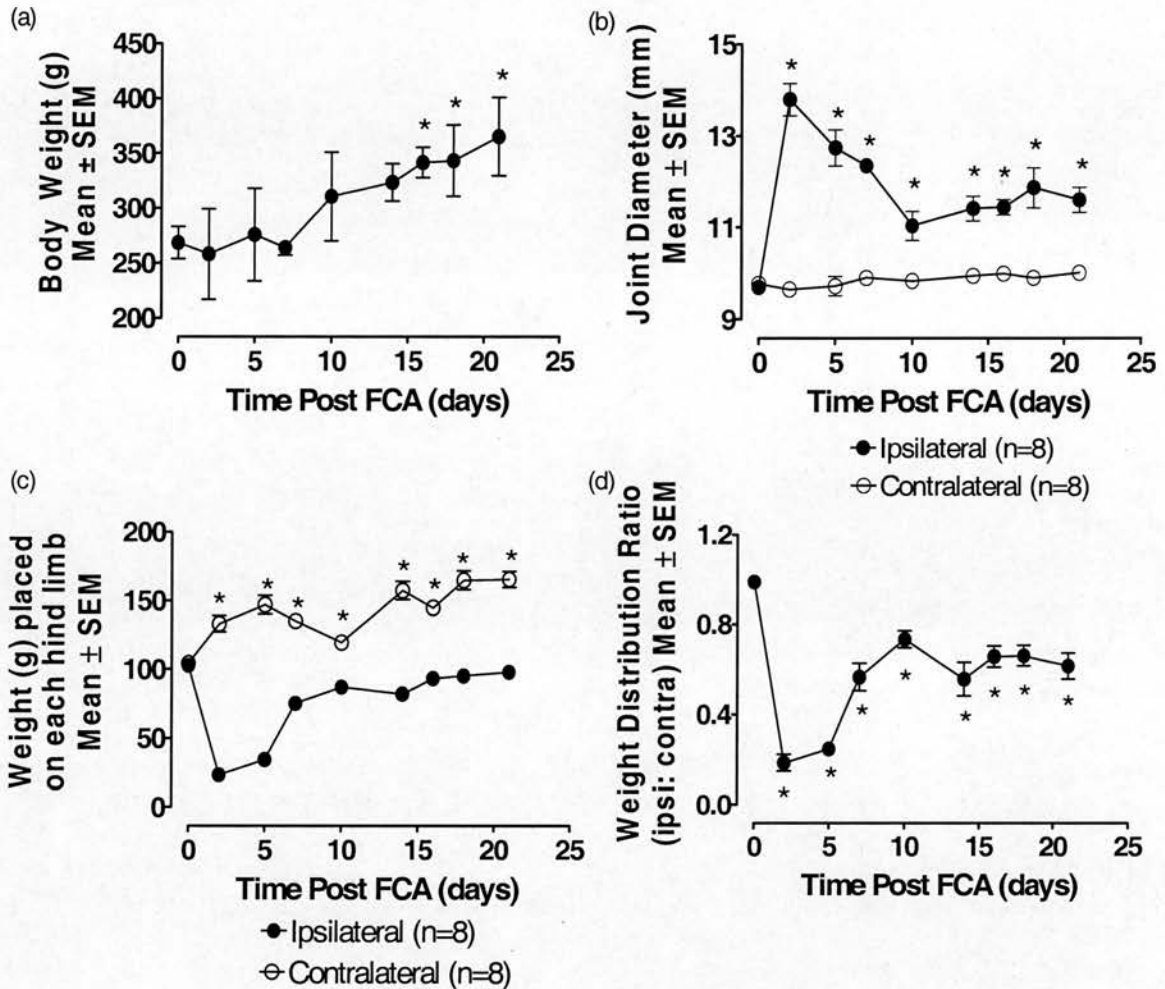 (a)
Body Weight (g)
Mean ± SEM
450
400
350
300
250
200
* * *
0 5 10 15 20 25
Time Post FCA (days)
(b)
Joint Diameter (mm)
Mean ± SEM
15
13
11
9
* * * * * * * *
0 5 10 15 20 25
Time Post FCA (days)
Ipsilateral (n=8)
Contralateral (n=8)
(c)
Weight (g) placed
on each hind limb
Mean ± SEM
200
150
100
50
0
* * * * * * * *
0 5 10 15 20 25
Time Post FCA (days)
Ipsilateral (n=8)
Contralateral (n=8)
(d)
Weight Distribution Ratio
(ipsi: contra) Mean ± SEM
1.2
0.8
0.4
0.0
* * * * * * * *
0 5 10 15 20 25
Time Post FCA (days)